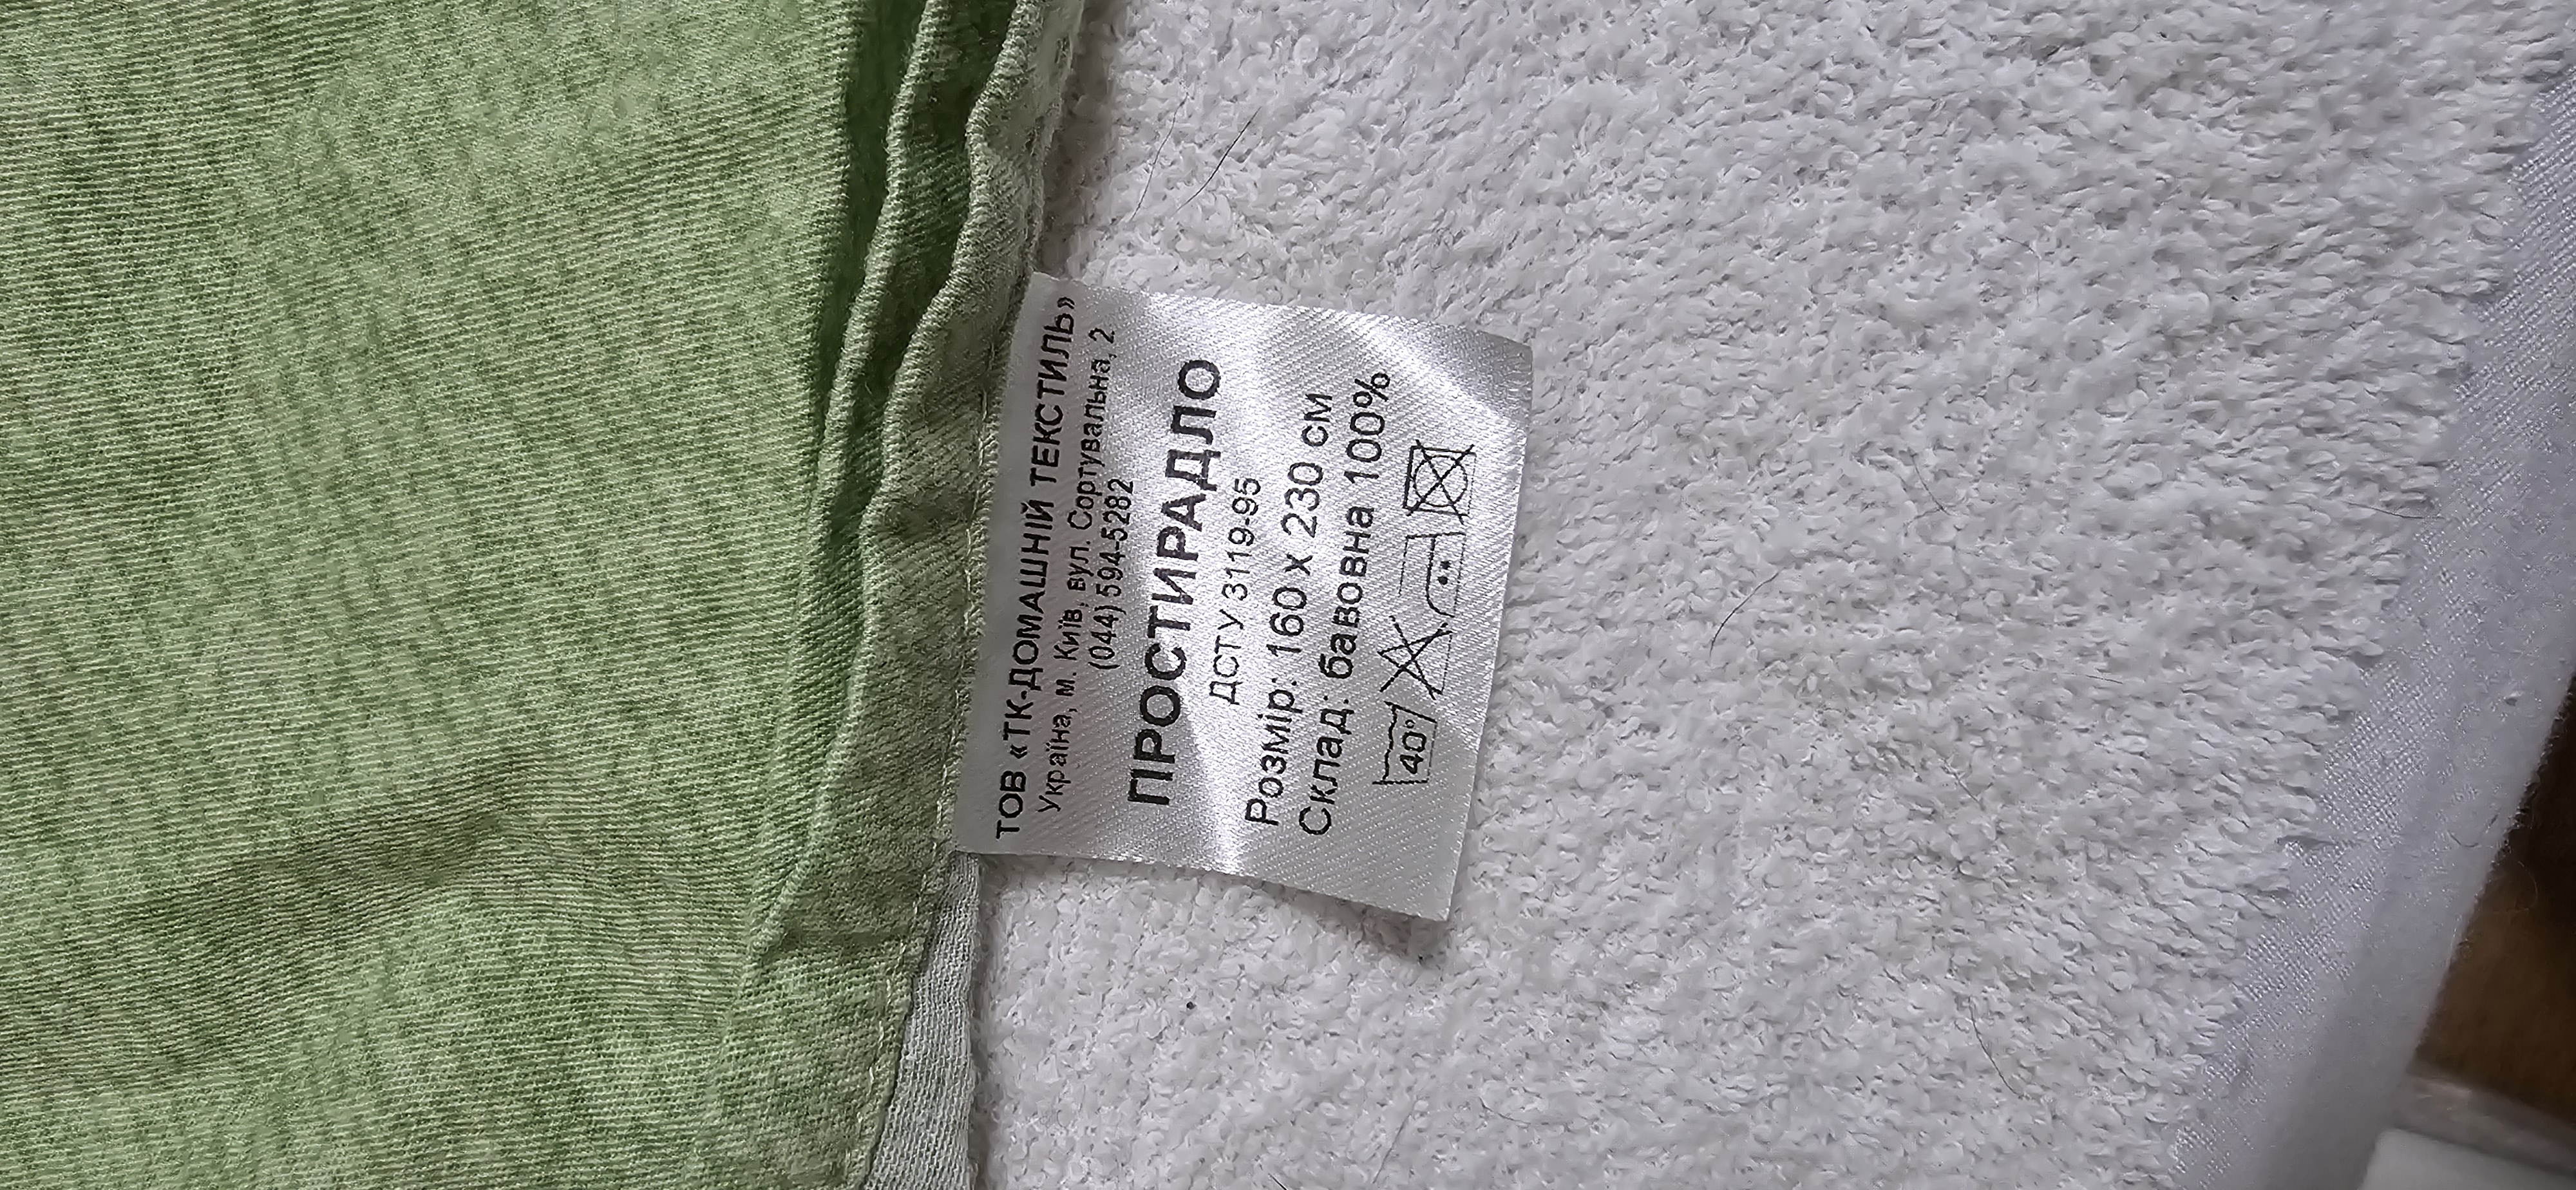 ТОВ «ТК-ДОМАШНІЙ ТЕКСТИЛЬ»
Україна, м. Київ, вул. Сортувальна, 2
(044) 594-5282
ПРОСТИРАДЛО
ДСТУ 3119-95
Розмір: 160 х 230 см
Склад: бавовна 100%
40°